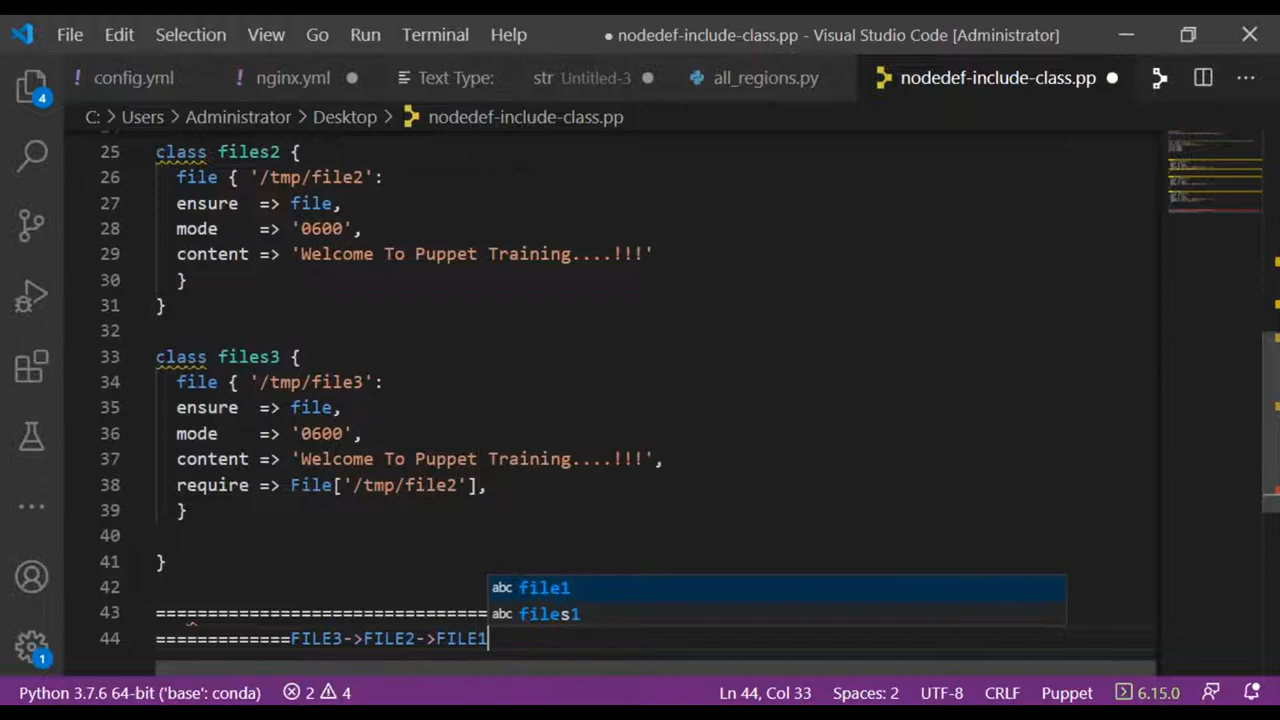 File Edit Selection View Go Run Terminal Help ● nodedef-include-class.pp - Visual Studio Code [Administrator]
! config.yml ! nginx.yml ● Text Type: str Untitled-3 ● all_regions.py nodedef-include-class.pp ●
C: > Users > Administrator > Desktop > nodedef-include-class.pp
25 class files2 {
26 file { '/tmp/file2':
27 ensure => file,
28 mode => '0600',
29 content => 'Welcome To Puppet Training....!!!'
30 }
31 }
32
33 class files3 {
34 file { '/tmp/file3':
35 ensure => file,
36 mode => '0600',
37 content => 'Welcome To Puppet Training....!!!',
38 require => File['/tmp/file2'],
39 }
40
41 }
42
abc file1
43 ================================
abc files1
44 =============FILE3->FILE2->FILE1
4
1
Python 3.7.6 64-bit ('base': conda) 2 4 Ln 44, Col 33 Spaces: 2 UTF-8 CRLF Puppet 6.15.0